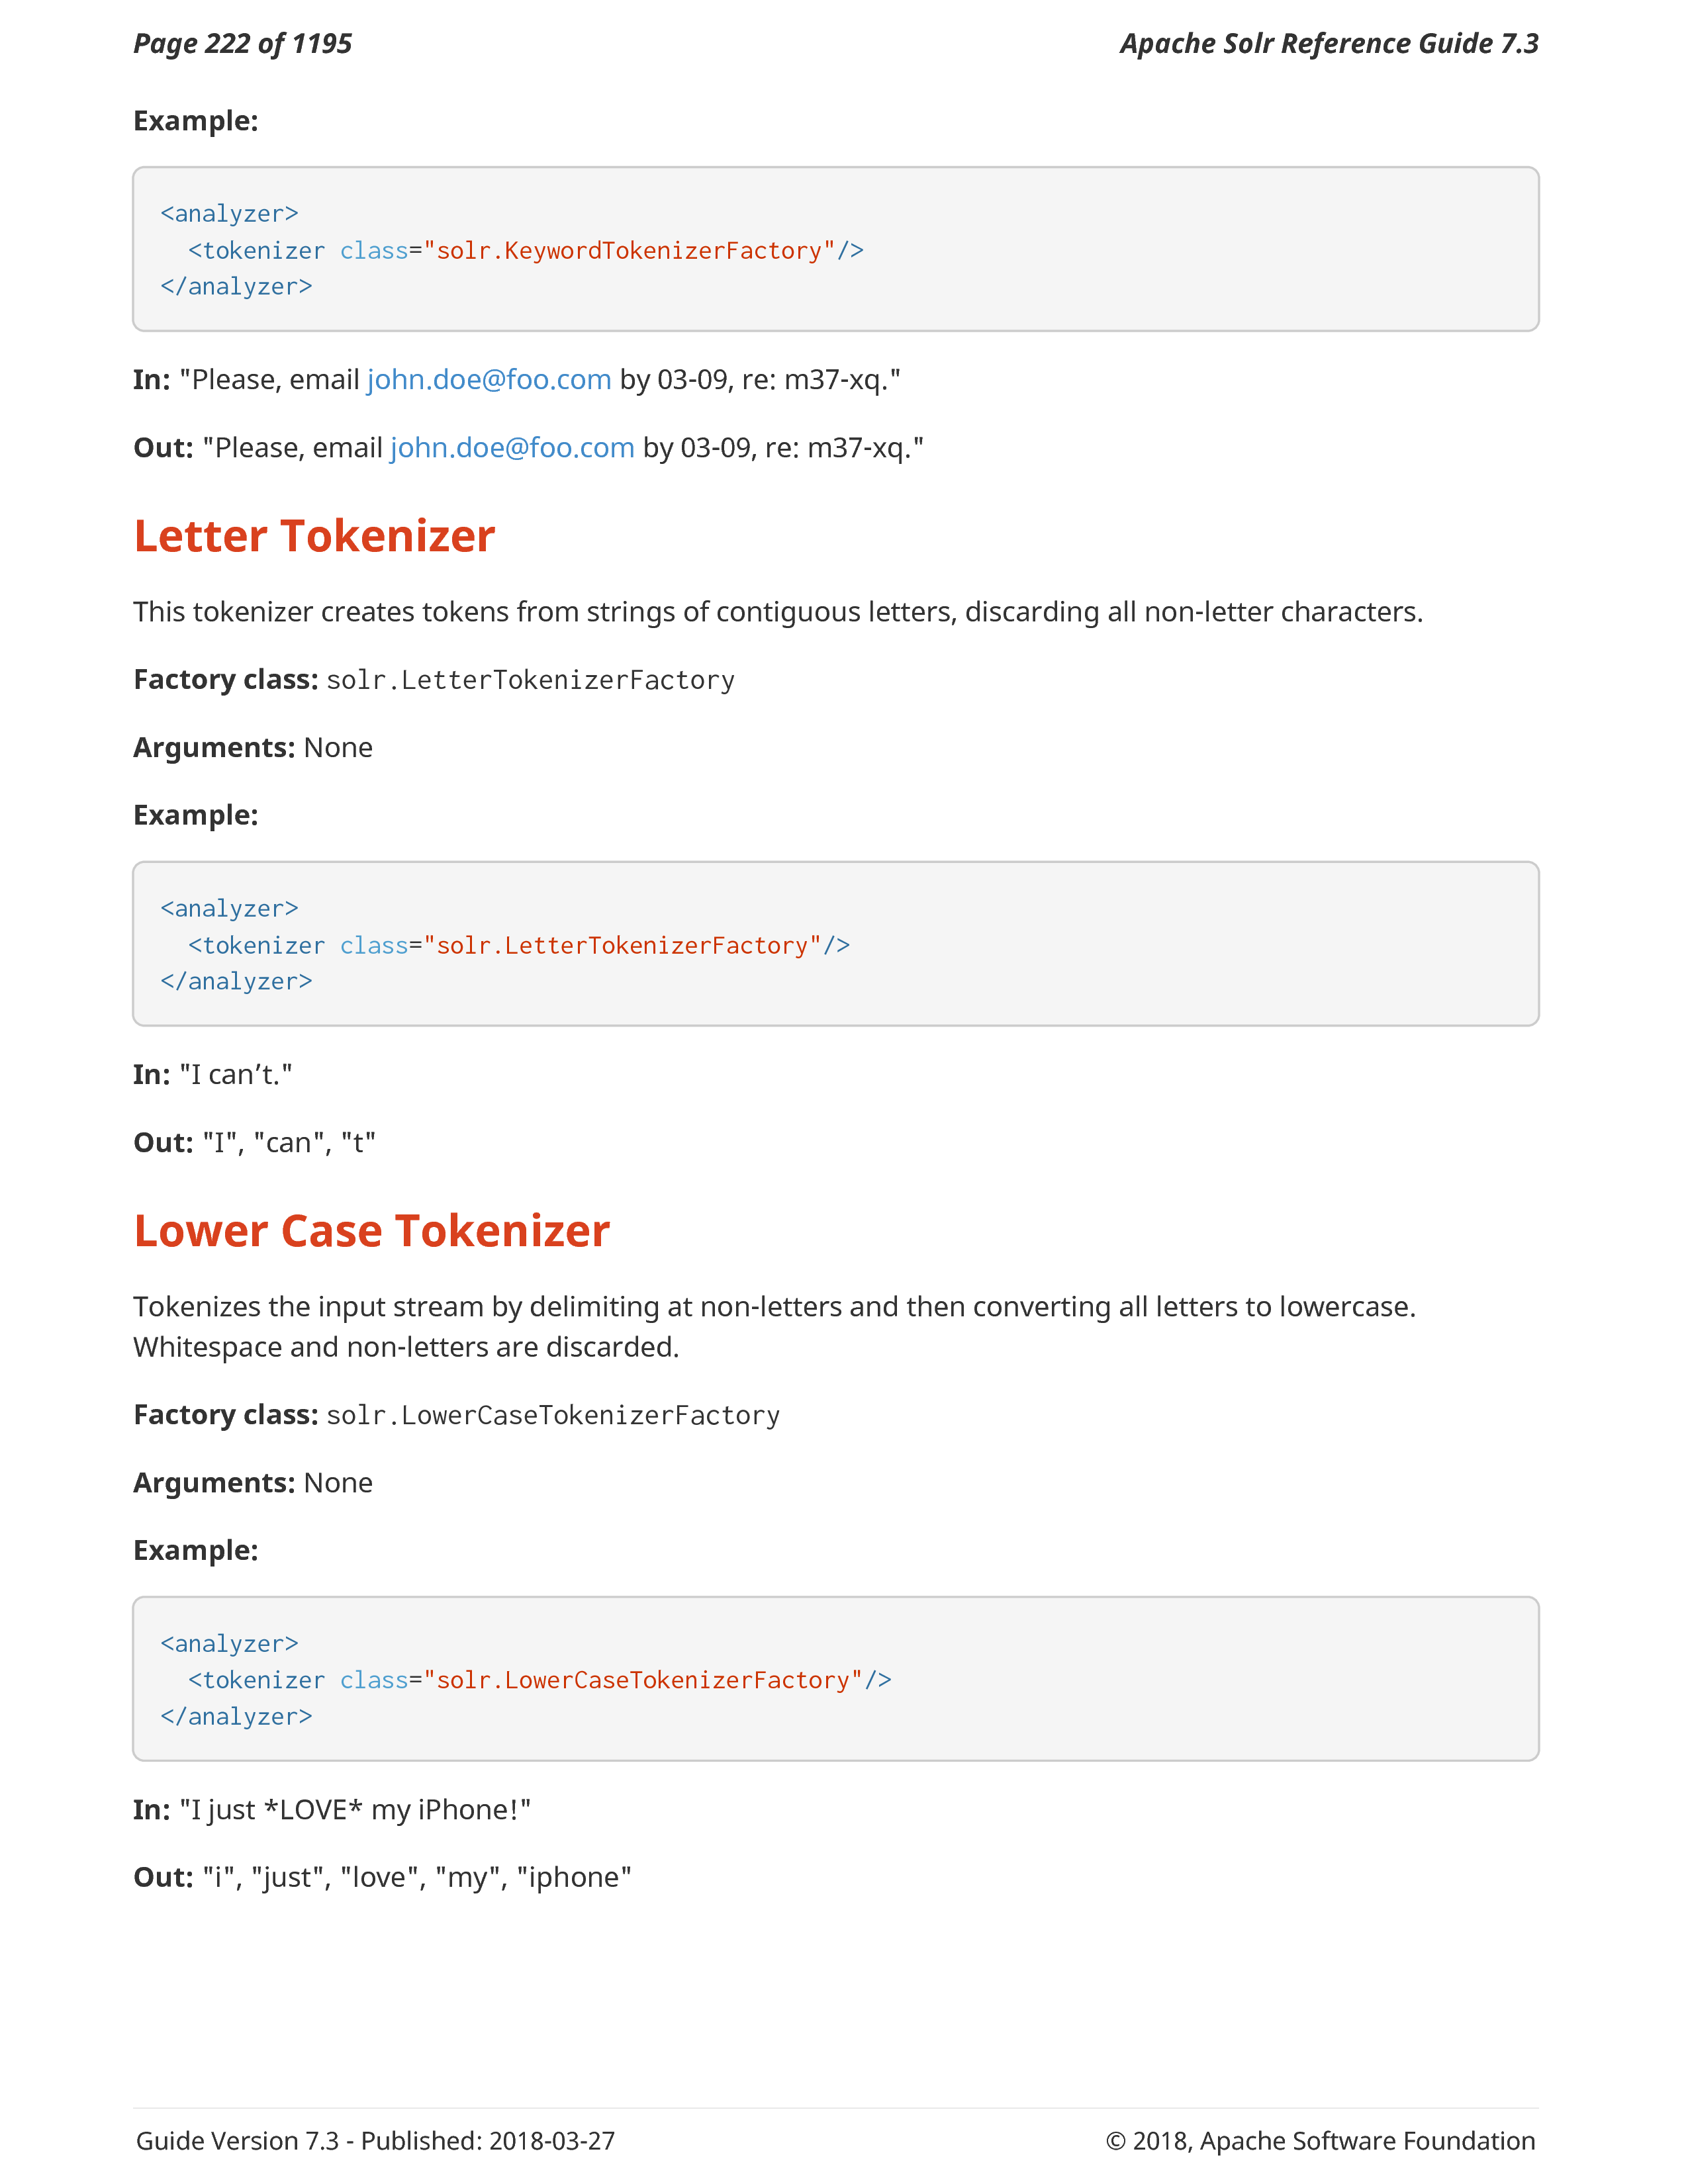 Page 222 of 1195
Apache Solr Reference Guide 7.3
Example:
<analyzer>
  <tokenizer class="solr.KeywordTokenizerFactory"/>
</analyzer>
In: "Please, email john.doe@foo.com by 03-09, re: m37-xq."
Out: "Please, email john.doe@foo.com by 03-09, re: m37-xq."
Letter Tokenizer
This tokenizer creates tokens from strings of contiguous letters, discarding all non-letter characters.
Factory class: solr.LetterTokenizerFactory
Arguments: None
Example:
<analyzer>
  <tokenizer class="solr.LetterTokenizerFactory"/>
</analyzer>
In: "I can’t."
Out: "I", "can", "t"
Lower Case Tokenizer
Tokenizes the input stream by delimiting at non-letters and then converting all letters to lowercase.
Whitespace and non-letters are discarded.
Factory class: solr.LowerCaseTokenizerFactory
Arguments: None
Example:
<analyzer>
  <tokenizer class="solr.LowerCaseTokenizerFactory"/>
</analyzer>
In: "I just *LOVE* my iPhone!"
Out: "i", "just", "love", "my", "iphone"
Guide Version 7.3 - Published: 2018-03-27
© 2018, Apache Software Foundation